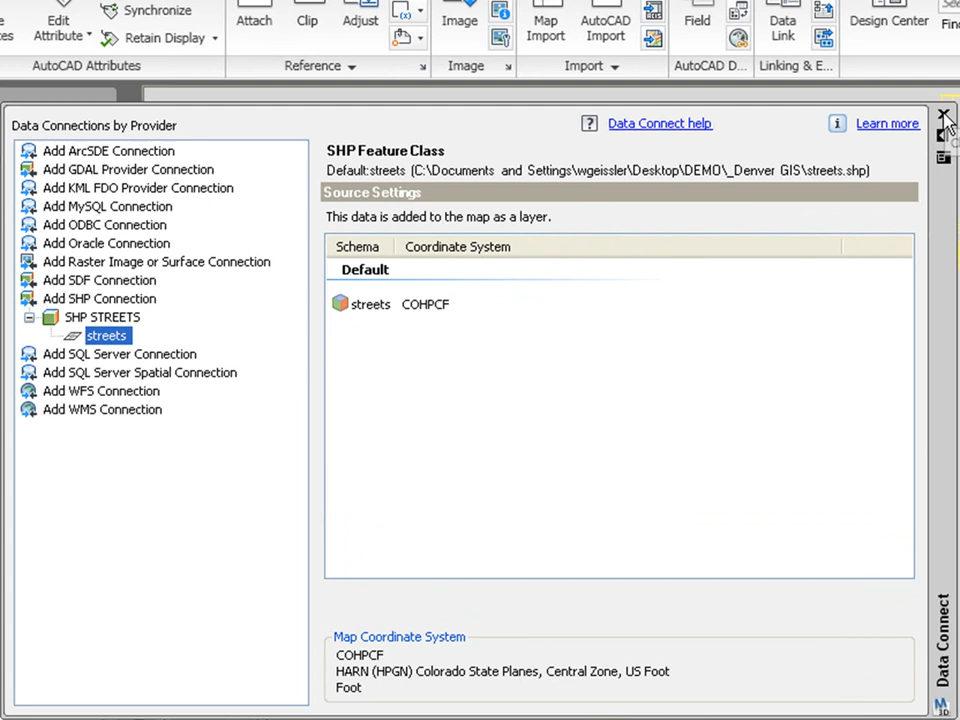 Edit
Attribute
Synchronize
Retain Display
AutoCAD Attributes
Attach
Clip
Adjust
Reference
Image
Image
Map
Import
AutoCAD
Import
Import
Field
AutoCAD D...
Data
Link
Linking & E...
Design Center
Data Connections by Provider
Add ArcSDE Connection
Add GDAL Provider Connection
Add KML FDO Provider Connection
Add MySQL Connection
Add ODBC Connection
Add Oracle Connection
Add Raster Image or Surface Connection
Add SDF Connection
Add SHP Connection
SHP STREETS
streets
Add SQL Server Connection
Add SQL Server Spatial Connection
Add WFS Connection
Add WMS Connection
? Data Connect help
i Learn more
SHP Feature Class
Default:streets (C:\Documents and Settings\wgeissler\Desktop\DEMO\_Denver GIS\streets.shp)
Source Settings
This data is added to the map as a layer.
Schema Coordinate System
Default
streets COHPCF
Map Coordinate System
COHPCF
HARN (HPGN) Colorado State Planes, Central Zone, US Foot
Foot
Data Connect
3D